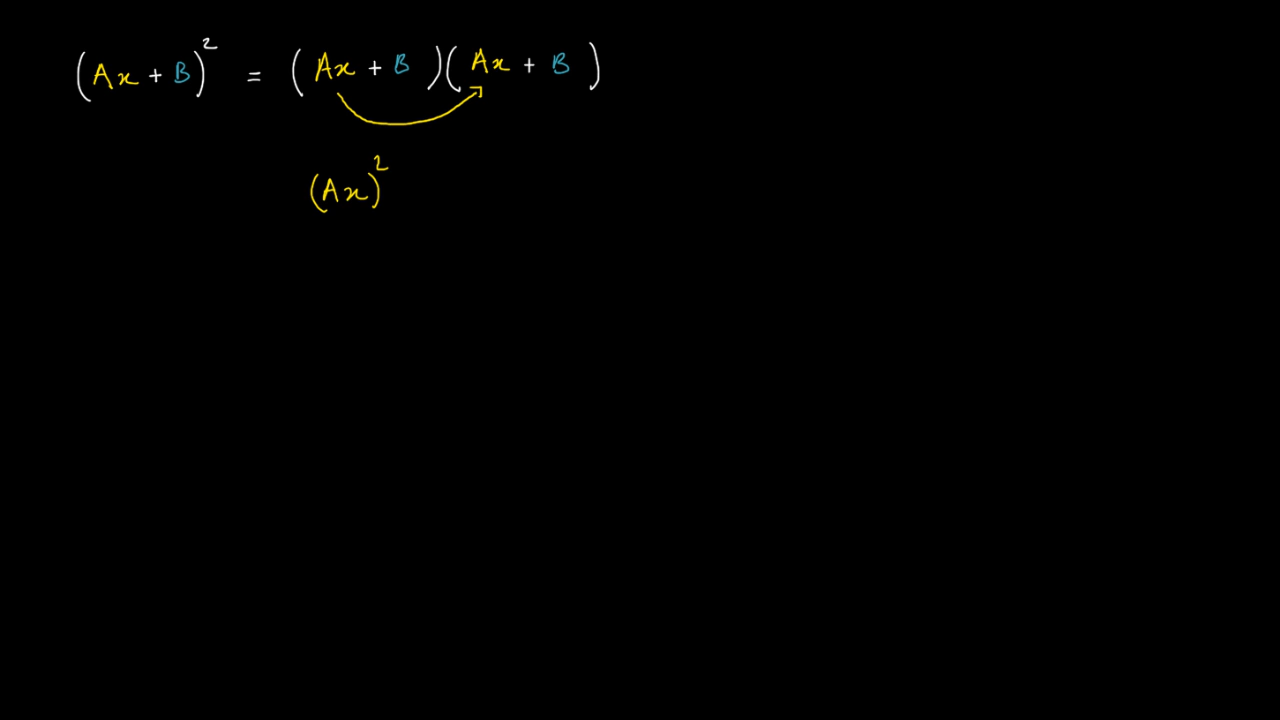 (Ax + B)² = (Ax + B)(Ax + B)
(Ax)²